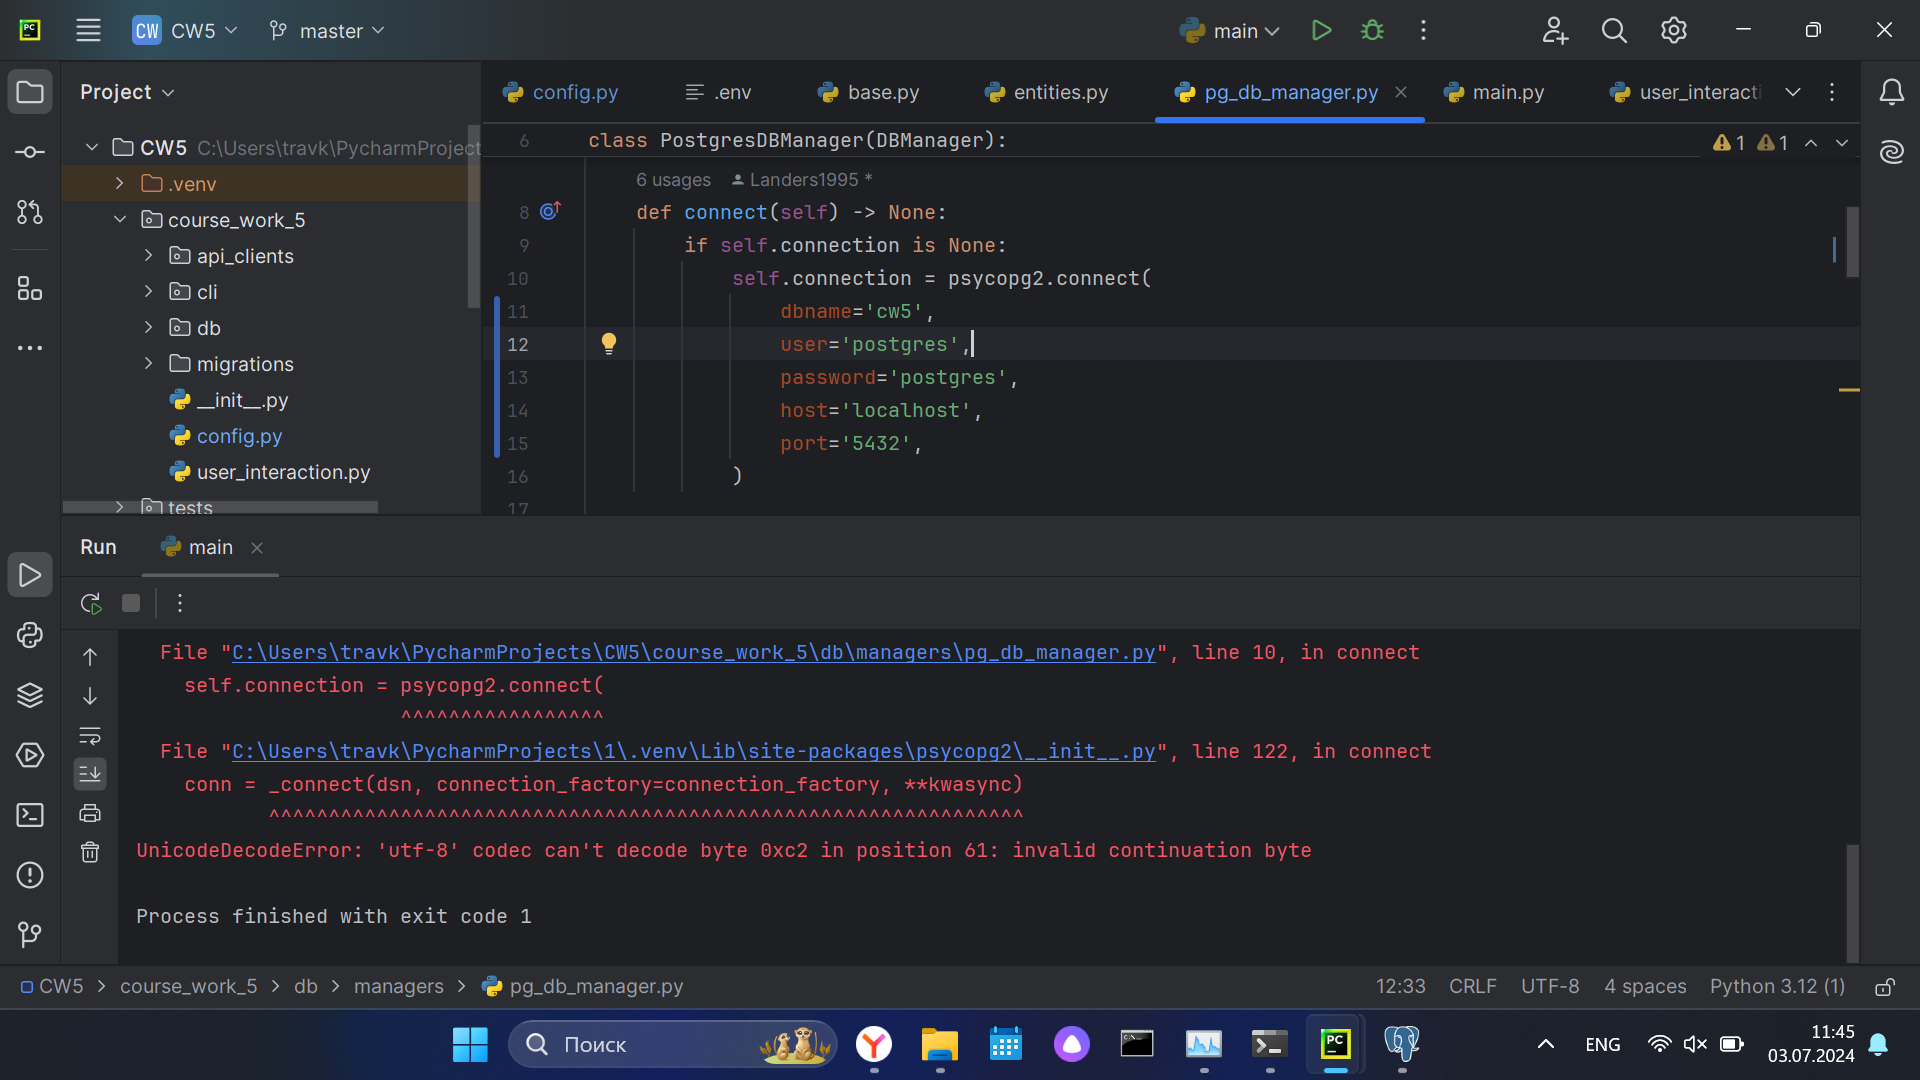 PC
CW CW5
master
main
Project
config.py
.env
base.py
entities.py
pg_db_manager.py
main.py
user_interacti
CW5 C:\Users\travk\PycharmProject
.venv
course_work_5
api_clients
cli
db
migrations
__init__.py
config.py
user_interaction.py
tests
6 class PostgresDBManager(DBManager):
1 1
6 usages Landers1995 *
8 def connect(self) -> None:
9 if self.connection is None:
10 self.connection = psycopg2.connect(
11 dbname='cw5',
12 user='postgres',
13 password='postgres',
14 host='localhost',
15 port='5432',
16 )
17
Run main
File "C:\Users\travk\PycharmProjects\CW5\course_work_5\db\managers\pg_db_manager.py", line 10, in connect
self.connection = psycopg2.connect(
^^^^^^^^^^^^^^^^^
File "C:\Users\travk\PycharmProjects\1\.venv\Lib\site-packages\psycopg2\__init__.py", line 122, in connect
conn = _connect(dsn, connection_factory=connection_factory, **kwasync)
^^^^^^^^^^^^^^^^^^^^^^^^^^^^^^^^^^^^^^^^^^^^^^^^^^^^^^^^^^^^^^^
UnicodeDecodeError: 'utf-8' codec can't decode byte 0xc2 in position 61: invalid continuation byte
Process finished with exit code 1
CW5 > course_work_5 > db > managers > pg_db_manager.py
12:33 CRLF UTF-8 4 spaces Python 3.12 (1)
Поиск
PC
ENG
11:45
03.07.2024